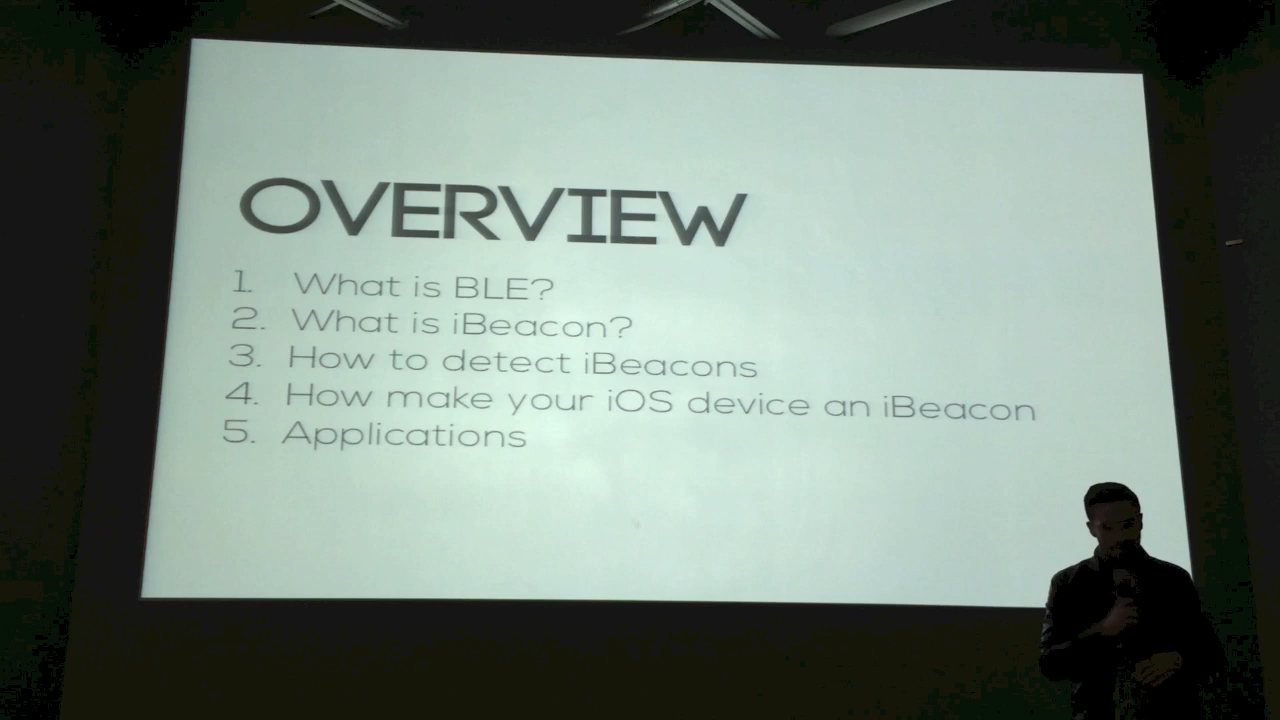 OVERVIEW
1. What is BLE?
2. What is iBeacon?
3. How to detect iBeacons
4. How make your iOS device an iBeacon
5. Applications